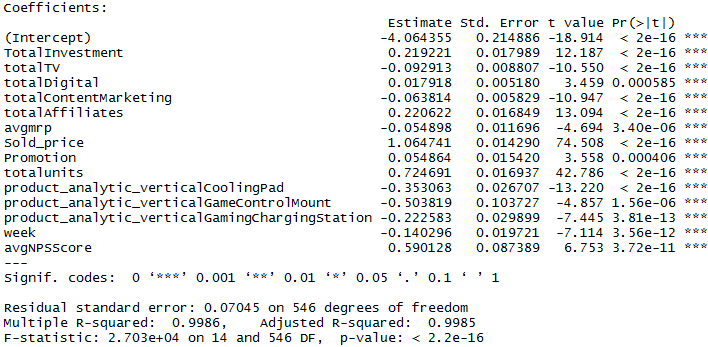 Coefficients:
Estimate Std. Error t value Pr(>|t|)
(Intercept) -4.064355 0.214886 -18.914 < 2e-16 ***
TotalInvestment 0.219221 0.017989 12.187 < 2e-16 ***
totalTV -0.092913 0.008807 -10.550 < 2e-16 ***
totalDigital 0.017918 0.005180 3.459 0.000585 ***
totalContentMarketing -0.063814 0.005829 -10.947 < 2e-16 ***
totalAffiliates 0.220622 0.016849 13.094 < 2e-16 ***
avgmrp -0.054898 0.011696 -4.694 3.40e-06 ***
Sold_price 1.064741 0.014290 74.508 < 2e-16 ***
Promotion 0.054864 0.015420 3.558 0.000406 ***
totalunits 0.724691 0.016937 42.786 < 2e-16 ***
product_analytic_verticalCoolingPad -0.353063 0.026707 -13.220 < 2e-16 ***
product_analytic_verticalGameControlMount -0.503819 0.103727 -4.857 1.56e-06 ***
product_analytic_verticalGamingChargingStation -0.222583 0.029899 -7.445 3.81e-13 ***
week -0.140296 0.019721 -7.114 3.56e-12 ***
avgNPSScore 0.590128 0.087389 6.753 3.72e-11 ***
---
Signif. codes: 0 ‘***’ 0.001 ‘**’ 0.01 ‘*’ 0.05 ‘.’ 0.1 ‘ ’ 1
Residual standard error: 0.07045 on 546 degrees of freedom
Multiple R-squared: 0.9986, Adjusted R-squared: 0.9985
F-statistic: 2.703e+04 on 14 and 546 DF, p-value: < 2.2e-16